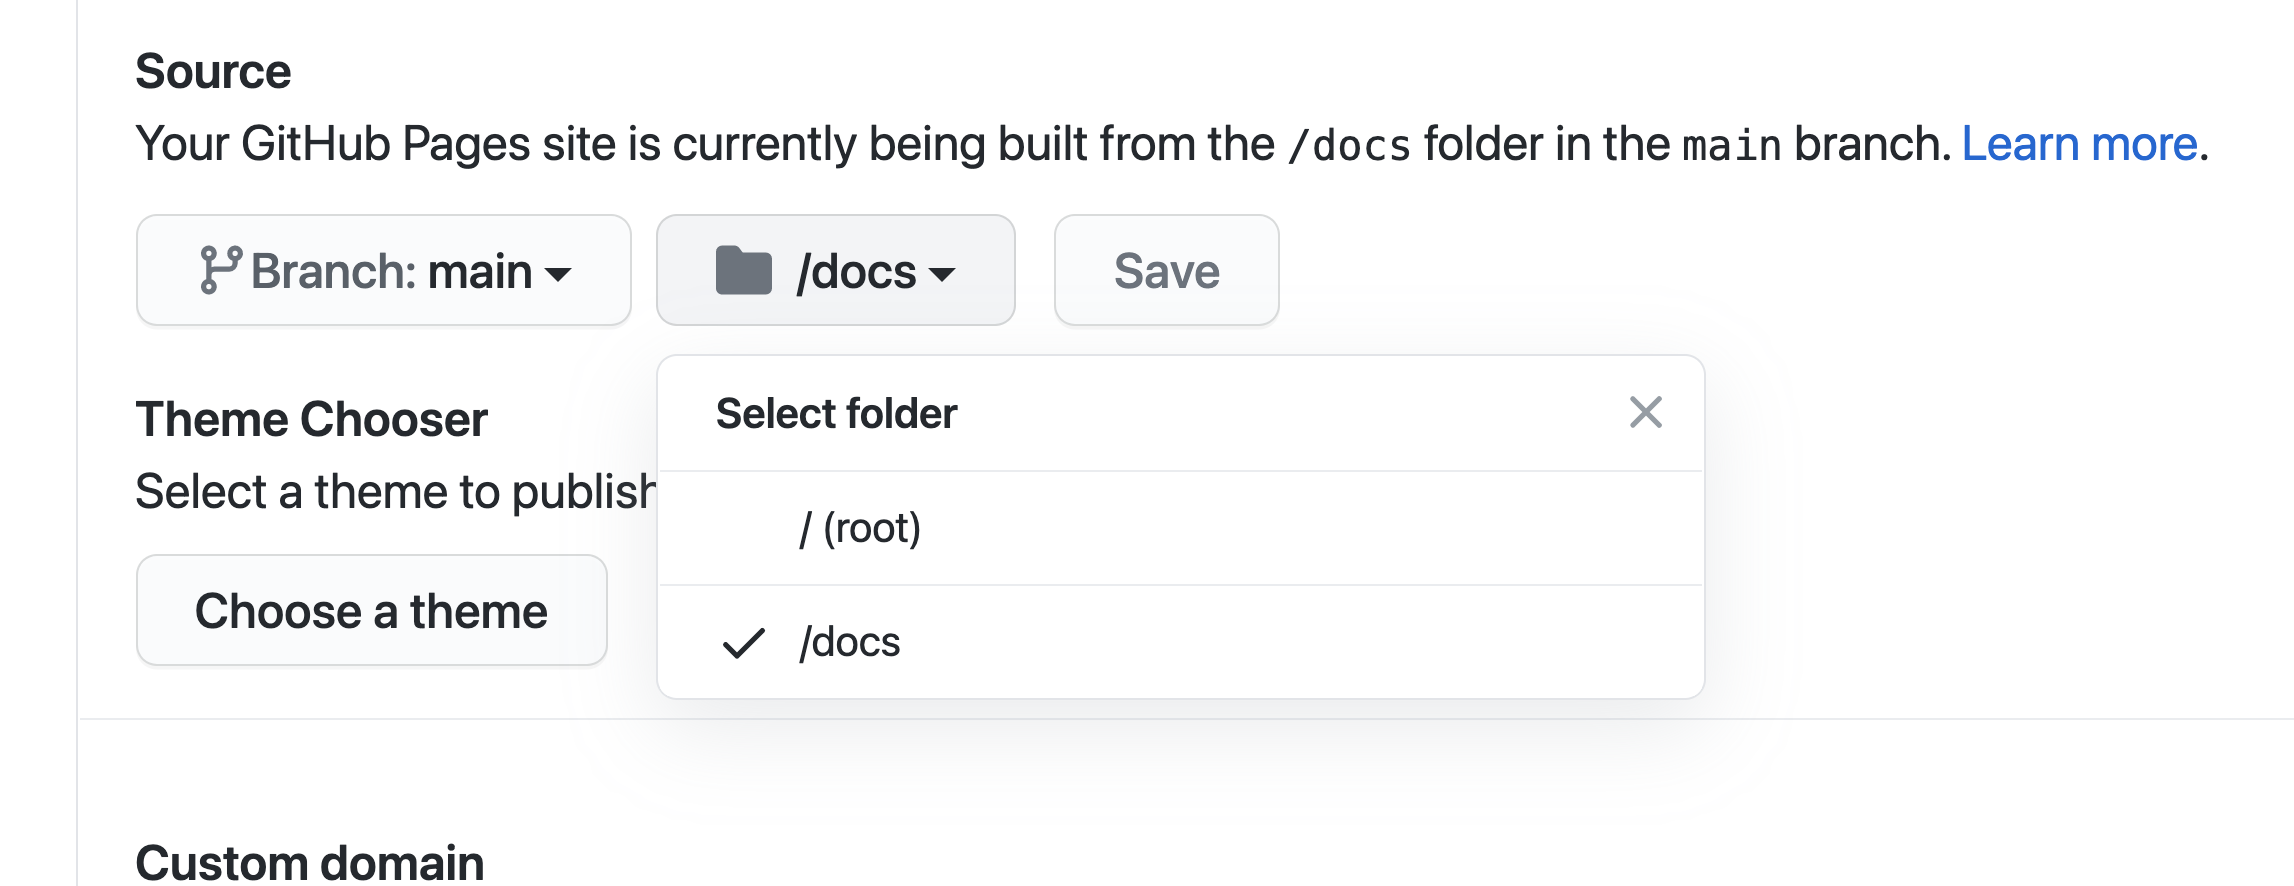 Source
Your GitHub Pages site is currently being built from the /docs folder in the main branch. Learn more.
Branch: main /docs Save
Select folder
Theme Chooser
Select a theme to publish
/ (root)
Choose a theme
/docs
Custom domain